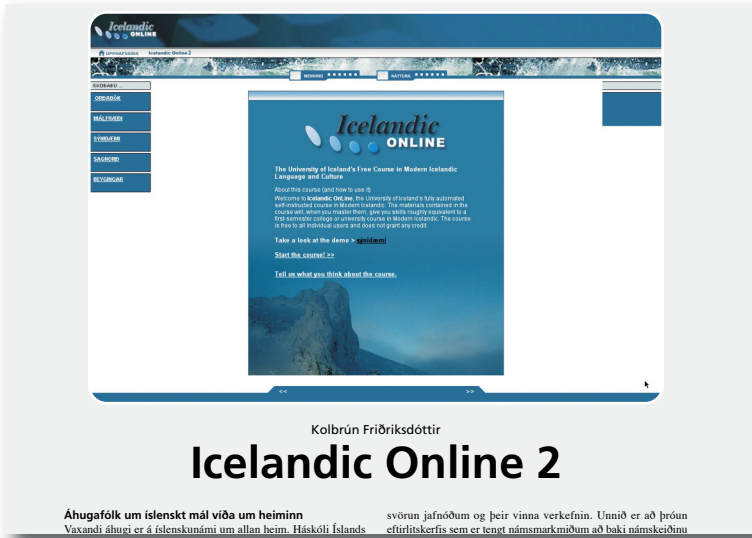 Icelandic
ONLINE
UPPHAFSSÍÐA Icelandic Online 2
MENNING NÁTTÚRA
SKOÐAÐU ...
ORÐABÓK
MÁLFRÆÐI
SÝNIDÆMI
SAGNORÐ
BEYGINGAR
Icelandic
ONLINE
The University of Iceland's Free Course in Modern Icelandic
Language and Culture
About this course (and how to use it)
Welcome to Icelandic OnLine, the University of Iceland's fully automated
self-instructed course in Modern Icelandic. The materials contained in the
course will, when you master them, give you skills roughly equivalent to a
first-semester college or university course in Modern Icelandic. The course
is free to all individual users and does not grant any credit.
Take a look at the demo > sýnidæmi
Start the course! >>
Tell us what you think about the course.
<< >>
Kolbrún Friðriksdóttir
Icelandic Online 2
Áhugafólk um íslenskt mál víða um heiminn
Vaxandi áhugi er á íslenskunámi um allan heim. Háskóli Íslands
svörun jafnóðum og þeir vinna verkefnin. Unnið er að þróun
eftirlitskerfis sem er tengt námsmarkmiðum að baki námskeiðinu